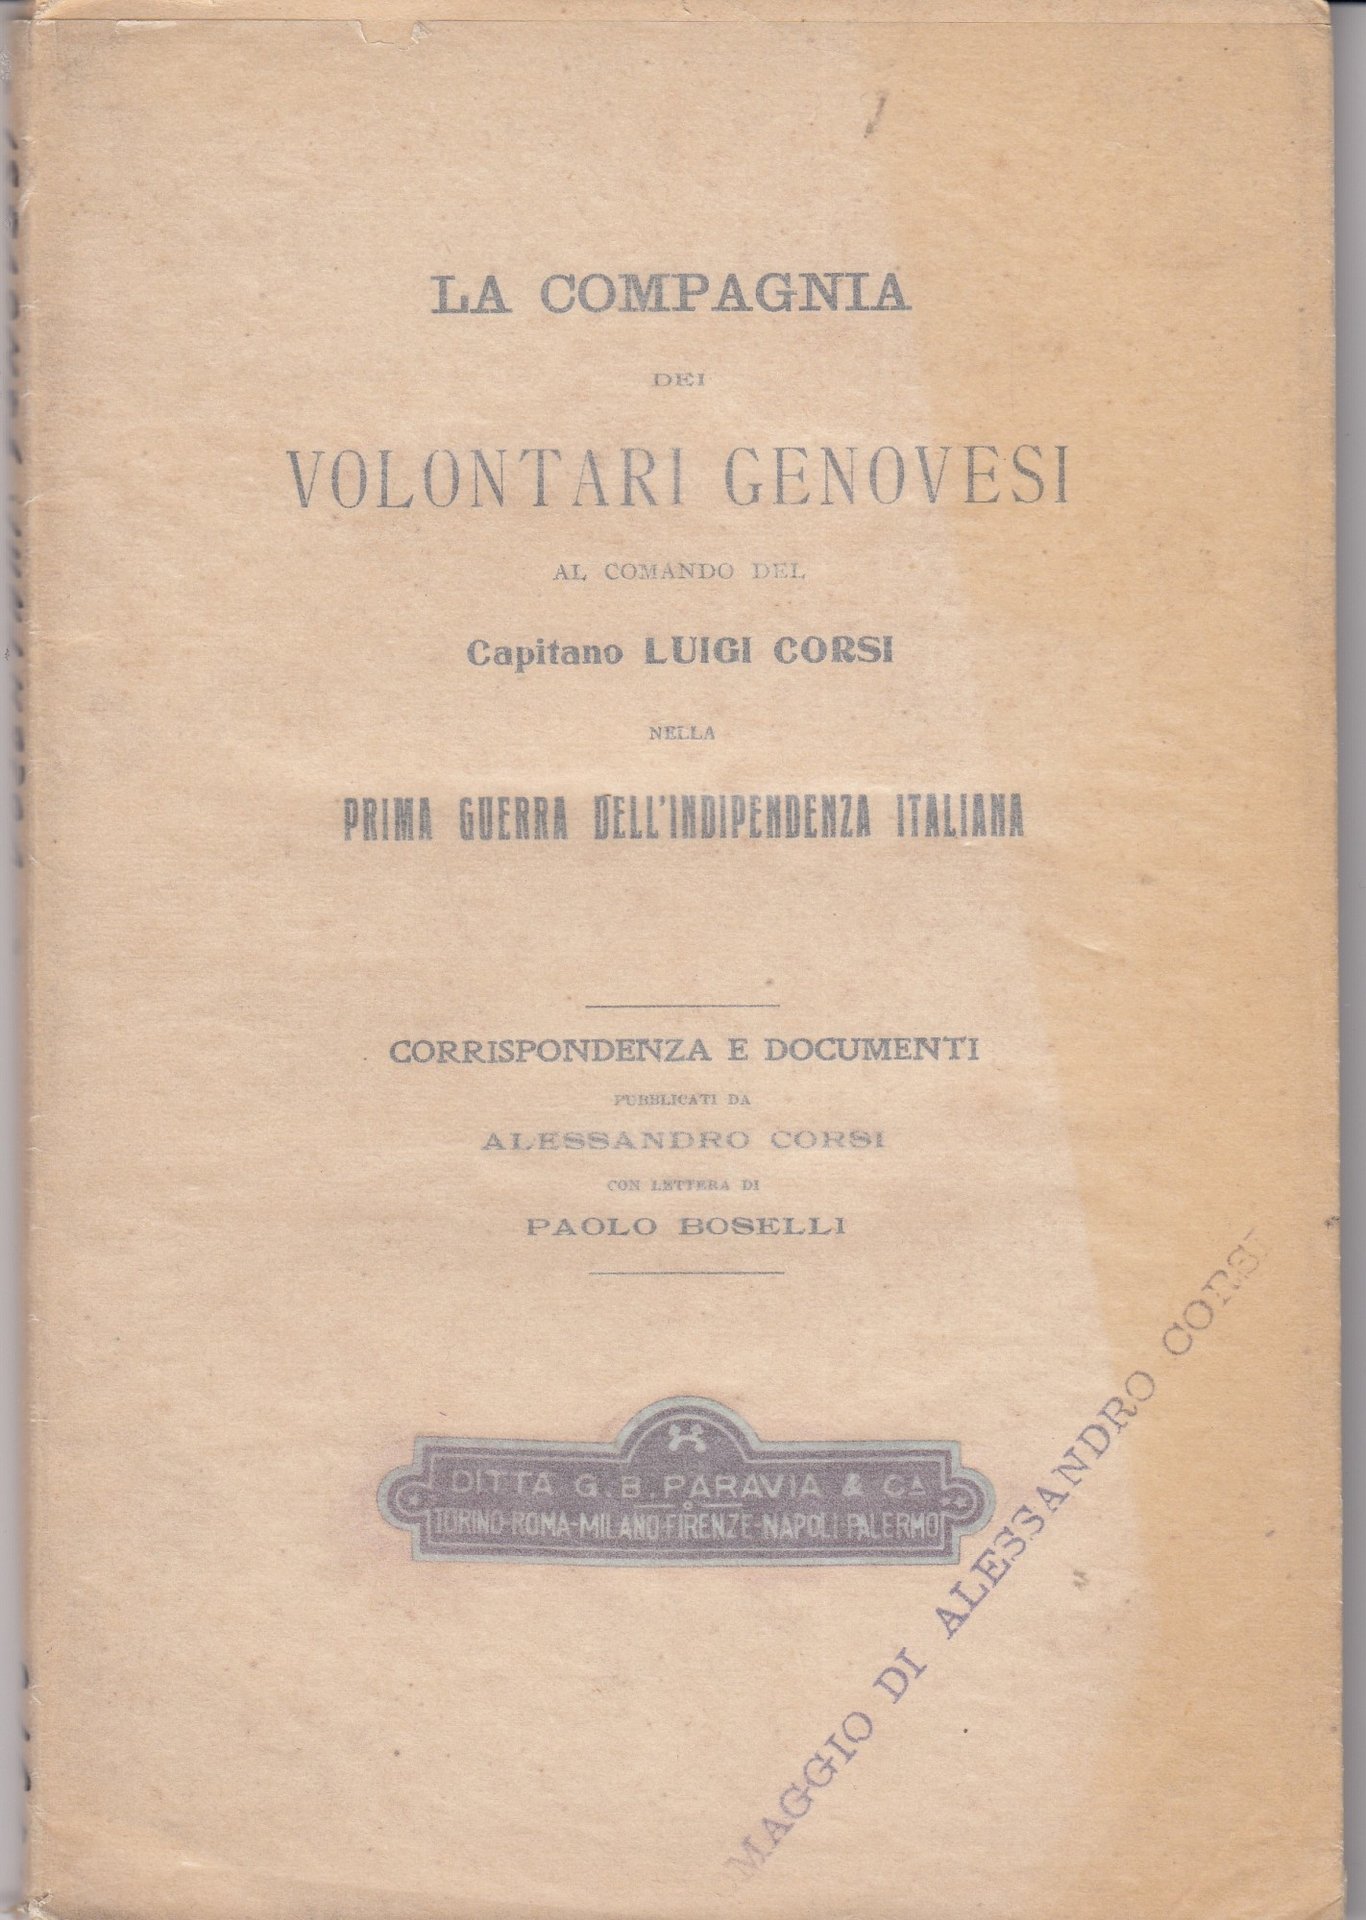 LA COMPAGNIA
DEI
VOLONTARI GENOVESI
AL COMANDO DEL
Capitano LUIGI CORSI
NELLA
PRIMA GUERRA DELL'INDIPENDENZA ITALIANA
CORRISPONDENZA E DOCUMENTI
PUBBLICATI DA
ALESSANDRO CORSI
CON LETTERA DI
PAOLO BOSELLI
DITTA G. B. PARAVIA & CA
TORINO-ROMA-MILANO-FIRENZE-NAPOLI-PALERMO
MAGGIO DI ALESSANDRO CORSI